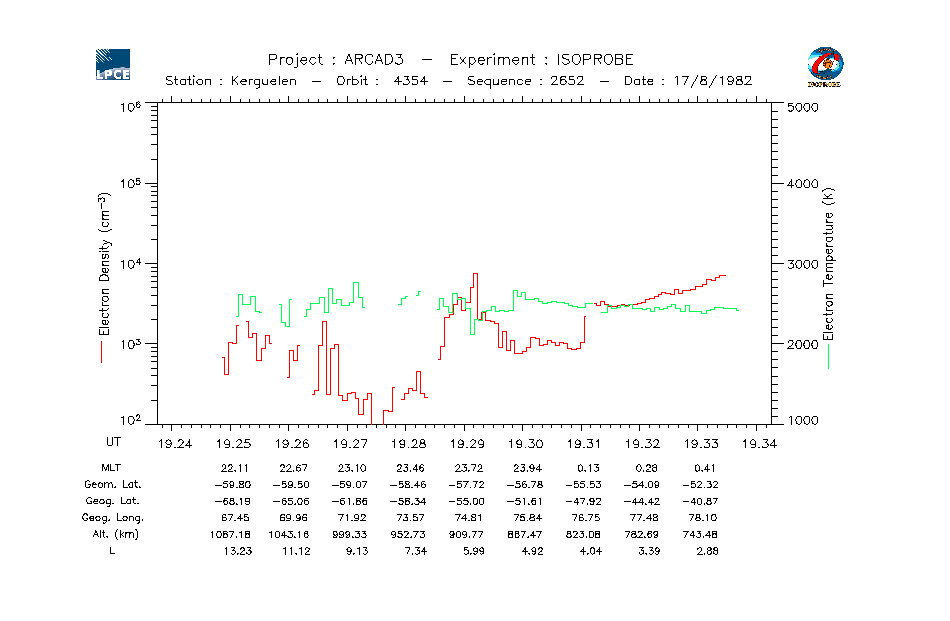 LPCE
Project : ARCAD3 — Experiment : ISOPROBE
Station : Kerguelen — Orbit : 4354 — Sequence : 2652 — Date : 17/8/1982
ISOPROBE
10⁶ 5000
10⁵ 4000
10⁴ 3000
10³ 2000
10² 1000
Electron Density (cm⁻³)
Electron Temperature (K)
UT 19.24 19.25 19.26 19.27 19.28 19.29 19.30 19.31 19.32 19.33 19.34
MLT 22.11 22.67 23.10 23.46 23.72 23.94 0.13 0.28 0.41
Geom. Lat. −59.80 −59.50 −59.07 −58.46 −57.72 −56.78 −55.53 −54.09 −52.32
Geog. Lat. −68.19 −65.06 −61.66 −58.34 −55.00 −51.61 −47.92 −44.42 −40.87
Geog. Long. 67.45 69.96 71.92 73.57 74.81 75.84 76.75 77.48 78.10
Alt. (km) 1087.18 1043.16 999.33 952.73 909.77 867.47 823.08 782.69 743.48
L 13.23 11.12 9.13 7.34 5.99 4.92 4.04 3.39 2.88